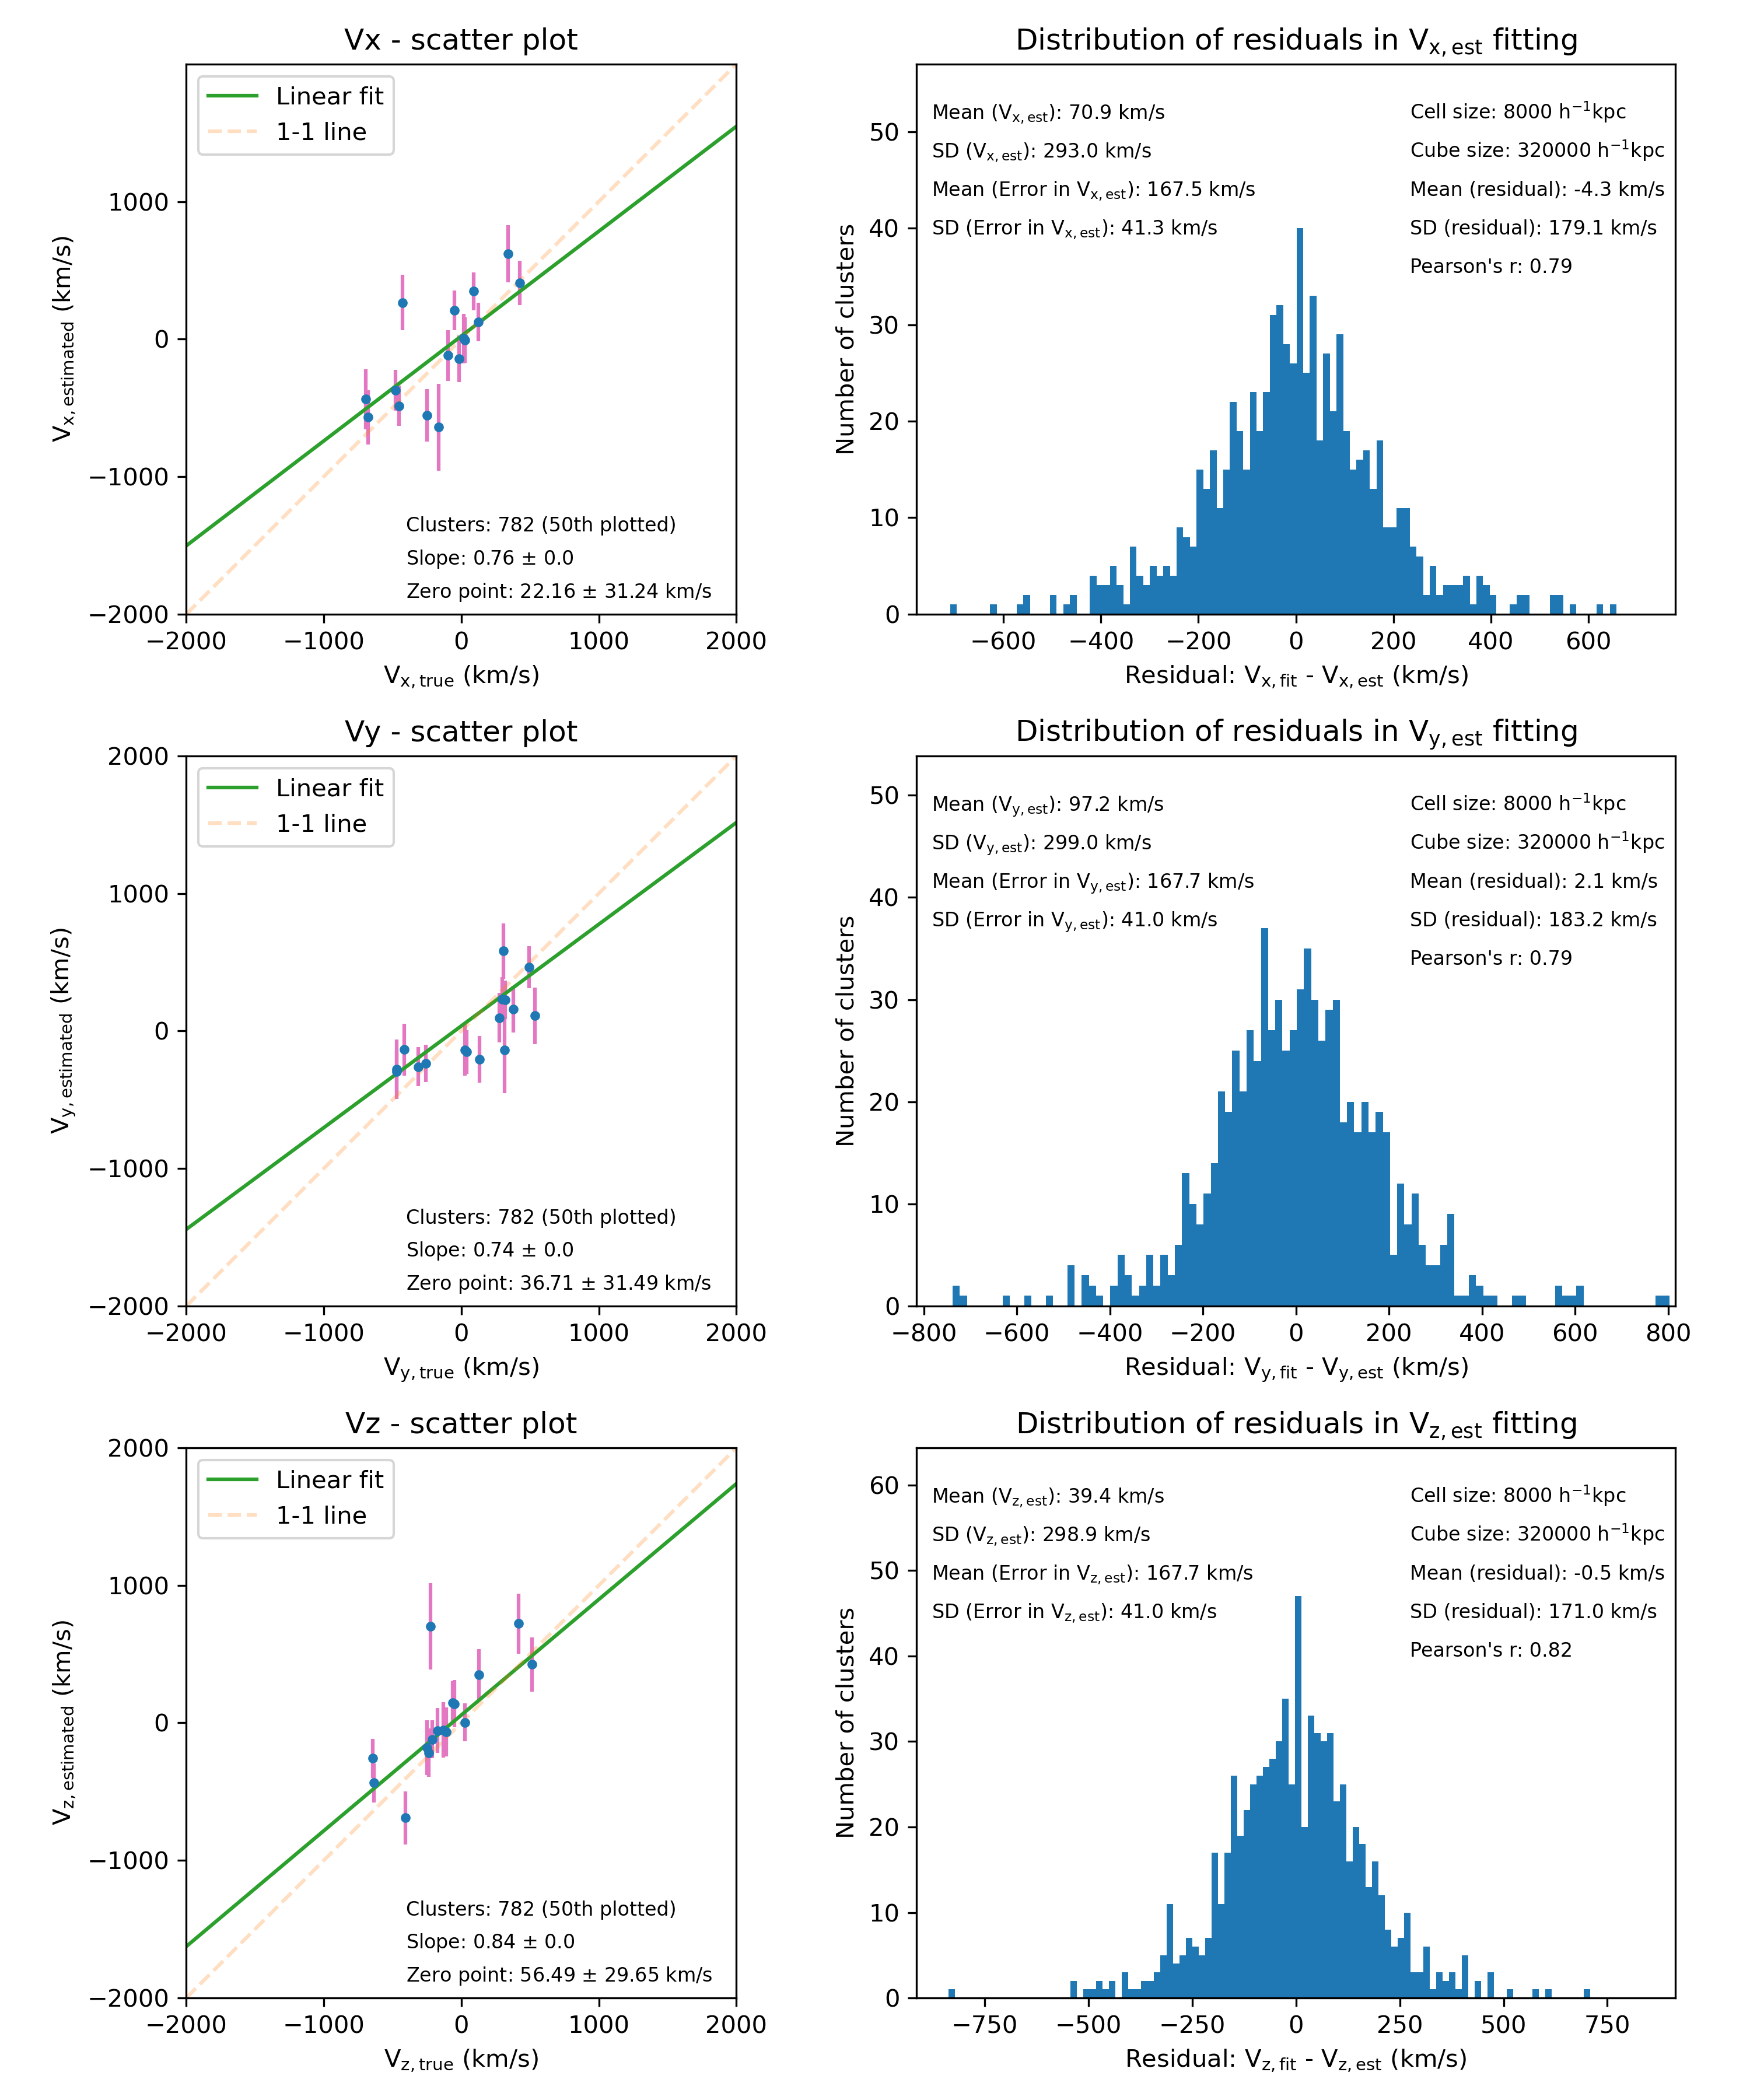 Vx - scatter plot
Linear fit
1-1 line
1000
0
−1000
−2000
V_x, estimated (km/s)
Clusters: 782 (50th plotted)
Slope: 0.76 ± 0.0
Zero point: 22.16 ± 31.24 km/s
−2000 −1000 0 1000 2000
V_x, true (km/s)
Distribution of residuals in V_x, est fitting
Mean (V_x, est): 70.9 km/s
SD (V_x, est): 293.0 km/s
Mean (Error in V_x, est): 167.5 km/s
SD (Error in V_x, est): 41.3 km/s
Cell size: 8000 h⁻¹kpc
Cube size: 320000 h⁻¹kpc
Mean (residual): -4.3 km/s
SD (residual): 179.1 km/s
Pearson's r: 0.79
50
40
30
20
10
0
Number of clusters
−600 −400 −200 0 200 400 600
Residual: V_x, fit - V_x, est (km/s)
Vy - scatter plot
Linear fit
1-1 line
2000
1000
0
−1000
−2000
V_y, estimated (km/s)
Clusters: 782 (50th plotted)
Slope: 0.74 ± 0.0
Zero point: 36.71 ± 31.49 km/s
−2000 −1000 0 1000 2000
V_y, true (km/s)
Distribution of residuals in V_y, est fitting
Mean (V_y, est): 97.2 km/s
SD (V_y, est): 299.0 km/s
Mean (Error in V_y, est): 167.7 km/s
SD (Error in V_y, est): 41.0 km/s
Cell size: 8000 h⁻¹kpc
Cube size: 320000 h⁻¹kpc
Mean (residual): 2.1 km/s
SD (residual): 183.2 km/s
Pearson's r: 0.79
50
40
30
20
10
0
Number of clusters
−800 −600 −400 −200 0 200 400 600 800
Residual: V_y, fit - V_y, est (km/s)
Vz - scatter plot
Linear fit
1-1 line
2000
1000
0
−1000
−2000
V_z, estimated (km/s)
Clusters: 782 (50th plotted)
Slope: 0.84 ± 0.0
Zero point: 56.49 ± 29.65 km/s
−2000 −1000 0 1000 2000
V_z, true (km/s)
Distribution of residuals in V_z, est fitting
Mean (V_z, est): 39.4 km/s
SD (V_z, est): 298.9 km/s
Mean (Error in V_z, est): 167.7 km/s
SD (Error in V_z, est): 41.0 km/s
Cell size: 8000 h⁻¹kpc
Cube size: 320000 h⁻¹kpc
Mean (residual): -0.5 km/s
SD (residual): 171.0 km/s
Pearson's r: 0.82
60
50
40
30
20
10
0
Number of clusters
−750 −500 −250 0 250 500 750
Residual: V_z, fit - V_z, est (km/s)